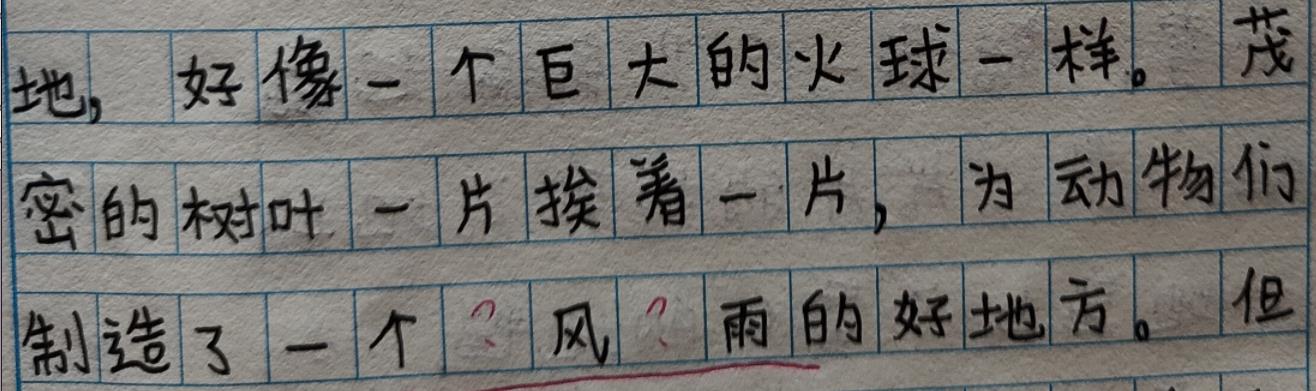 地，好像一个巨大的火球一样。茂
密的树叶一片挨着一片，为动物们
制造了一个？风？雨的好地方。但